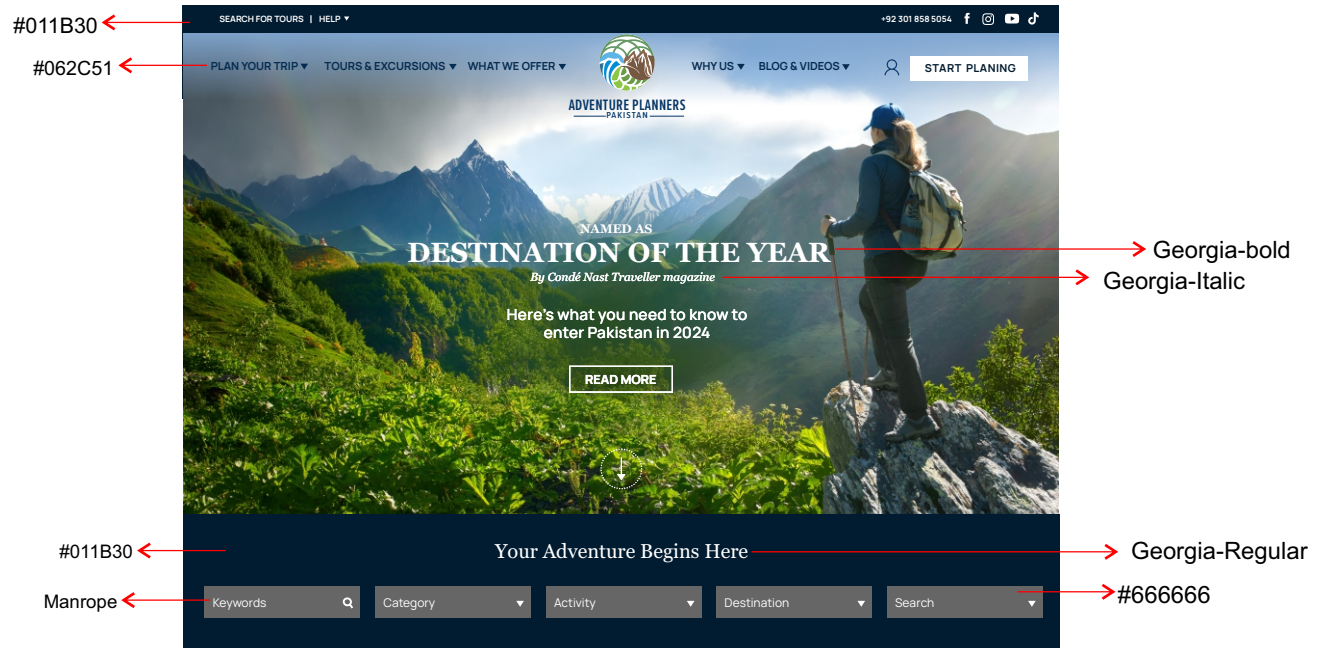 #011B30
SEARCH FOR TOURS | HELP
+92 301 858 5054
#062C51
PLAN YOUR TRIP TOURS & EXCURSIONS WHAT WE OFFER
WHY US BLOG & VIDEOS START PLANING
ADVENTURE PLANNERS
PAKISTAN
NAMED AS
DESTINATION OF THE YEAR
Georgia-bold
By Condé Nast Traveller magazine
Georgia-Italic
Here's what you need to know to
enter Pakistan in 2024
READ MORE
#011B30
Your Adventure Begins Here
Georgia-Regular
Manrope
Keywords Category Activity Destination Search
#666666